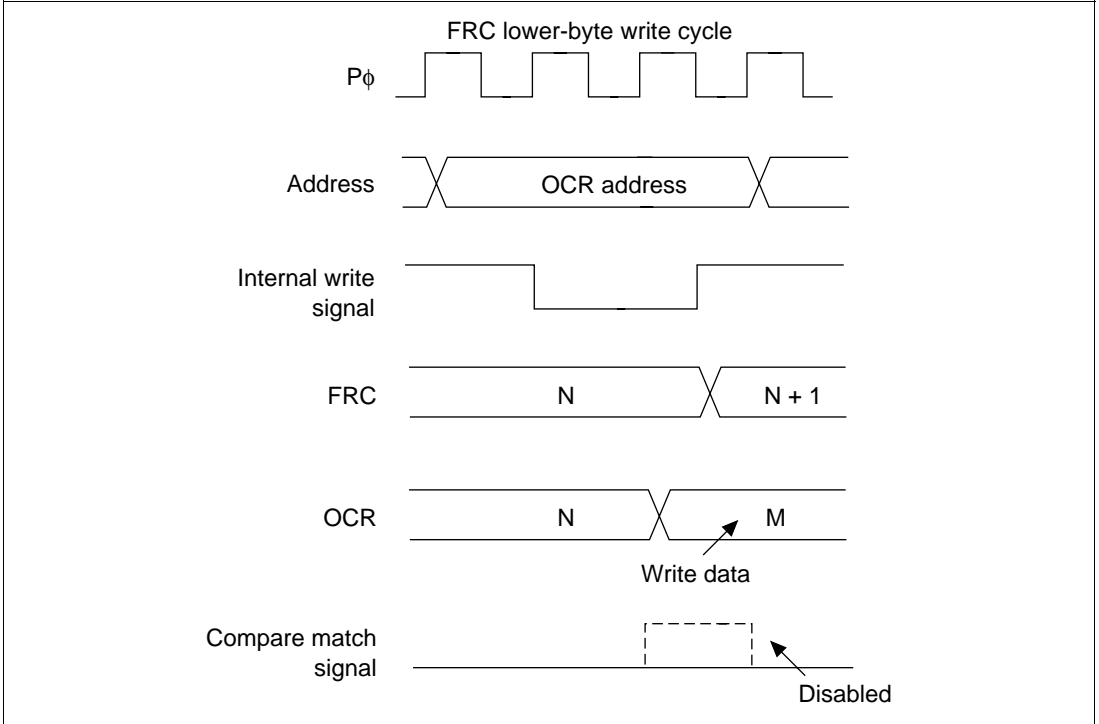 FRC lower-byte write cycle
Pϕ
Address
OCR address
Internal write
signal
FRC
N
N + 1
OCR
N
M
Write data
Compare match
signal
Disabled